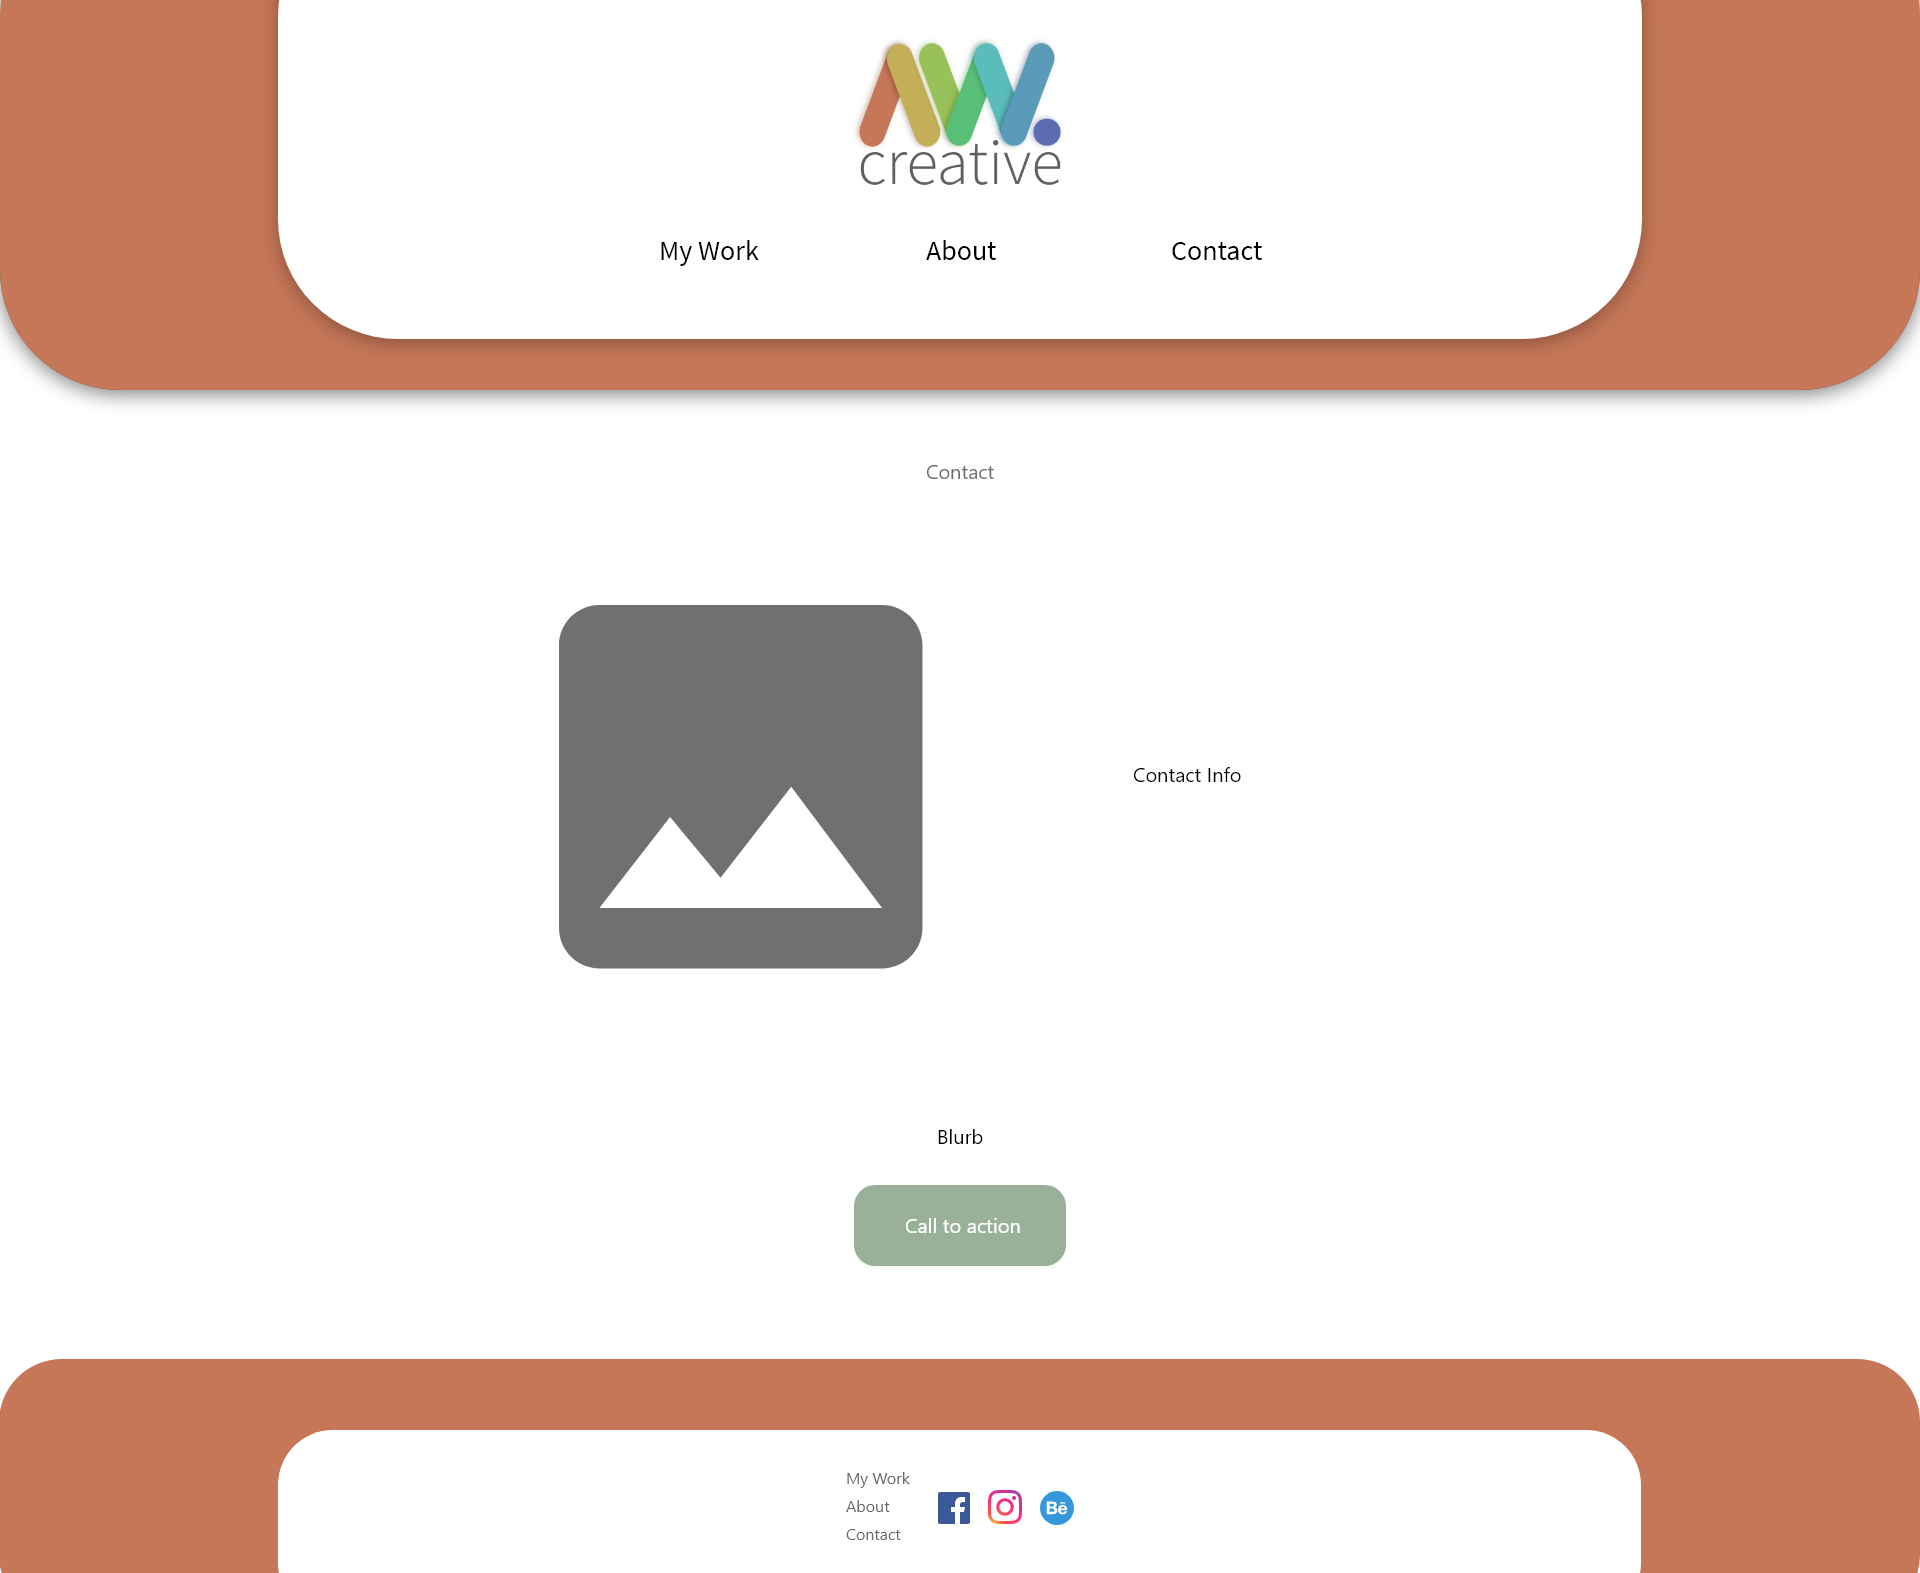 AW.
creative
My Work About Contact
Contact
Contact Info
Blurb
Call to action
My Work
About
Contact
Bē